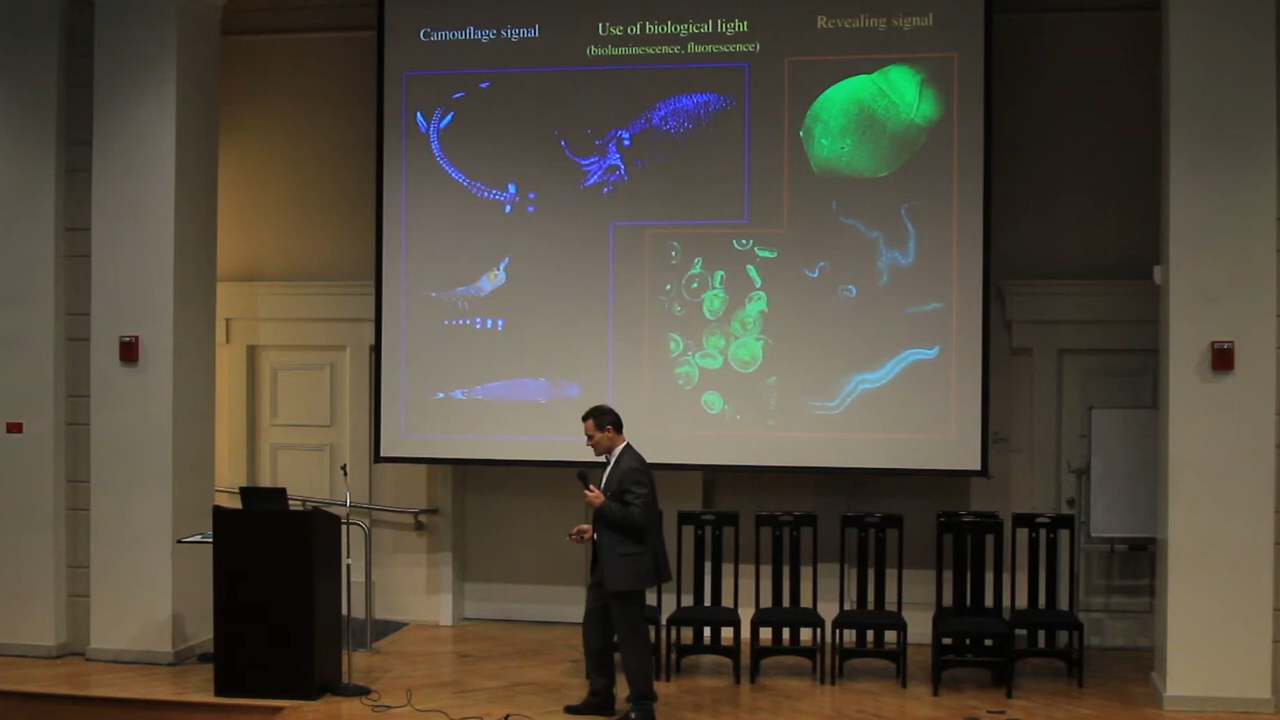 Camouflage signal
Use of biological light
(bioluminescence, fluorescence)
Revealing signal